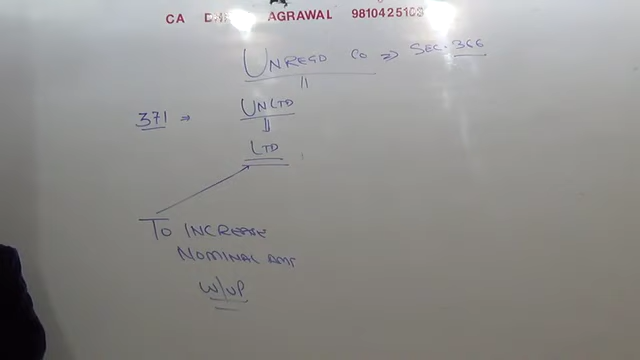 CA AGRAWAL 9810425103
UNREGD CO ⇒ SEC. 366
UNLTD
371 ⇒
LTD
TO INCREASE
NOMINAL AMT
W/UP